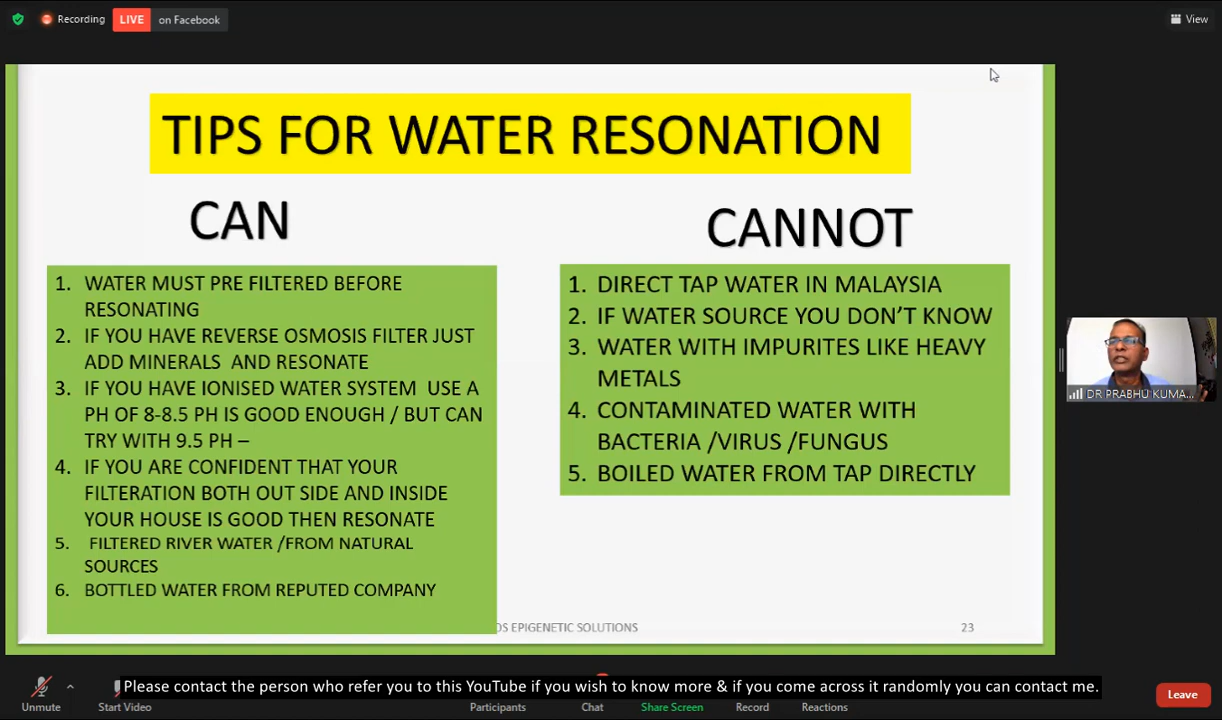 Recording
LIVE
on Facebook
View
TIPS FOR WATER RESONATION
CAN
1. WATER MUST PRE FILTERED BEFORE
RESONATING
2. IF YOU HAVE REVERSE OSMOSIS FILTER JUST
ADD MINERALS AND RESONATE
3. IF YOU HAVE IONISED WATER SYSTEM USE A
PH OF 8-8.5 PH IS GOOD ENOUGH / BUT CAN
TRY WITH 9.5 PH –
4. IF YOU ARE CONFIDENT THAT YOUR
FILTERATION BOTH OUT SIDE AND INSIDE
YOUR HOUSE IS GOOD THEN RESONATE
5. FILTERED RIVER WATER /FROM NATURAL
SOURCES
6. BOTTLED WATER FROM REPUTED COMPANY
CANNOT
1. DIRECT TAP WATER IN MALAYSIA
2. IF WATER SOURCE YOU DON’T KNOW
3. WATER WITH IMPURITES LIKE HEAVY
METALS
4. CONTAMINATED WATER WITH
BACTERIA /VIRUS /FUNGUS
5. BOILED WATER FROM TAP DIRECTLY
DR PRABHU KUMA...
OS EPIGENETIC SOLUTIONS
23
Please contact the person who refer you to this YouTube if you wish to know more & if you come across it randomly you can contact me.
Unmute
Start Video
Participants
Chat
Share Screen
Record
Reactions
Leave